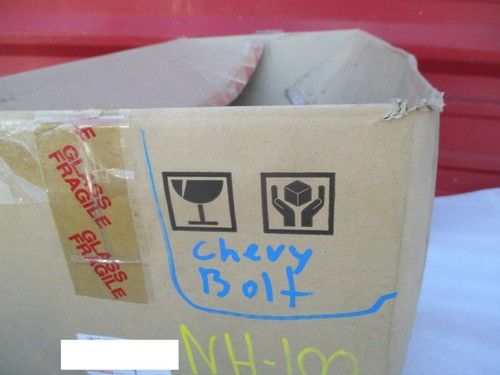 GLASS
FRAGILE
GLASS
FRAGILE
chevy
Bolt
NH-100